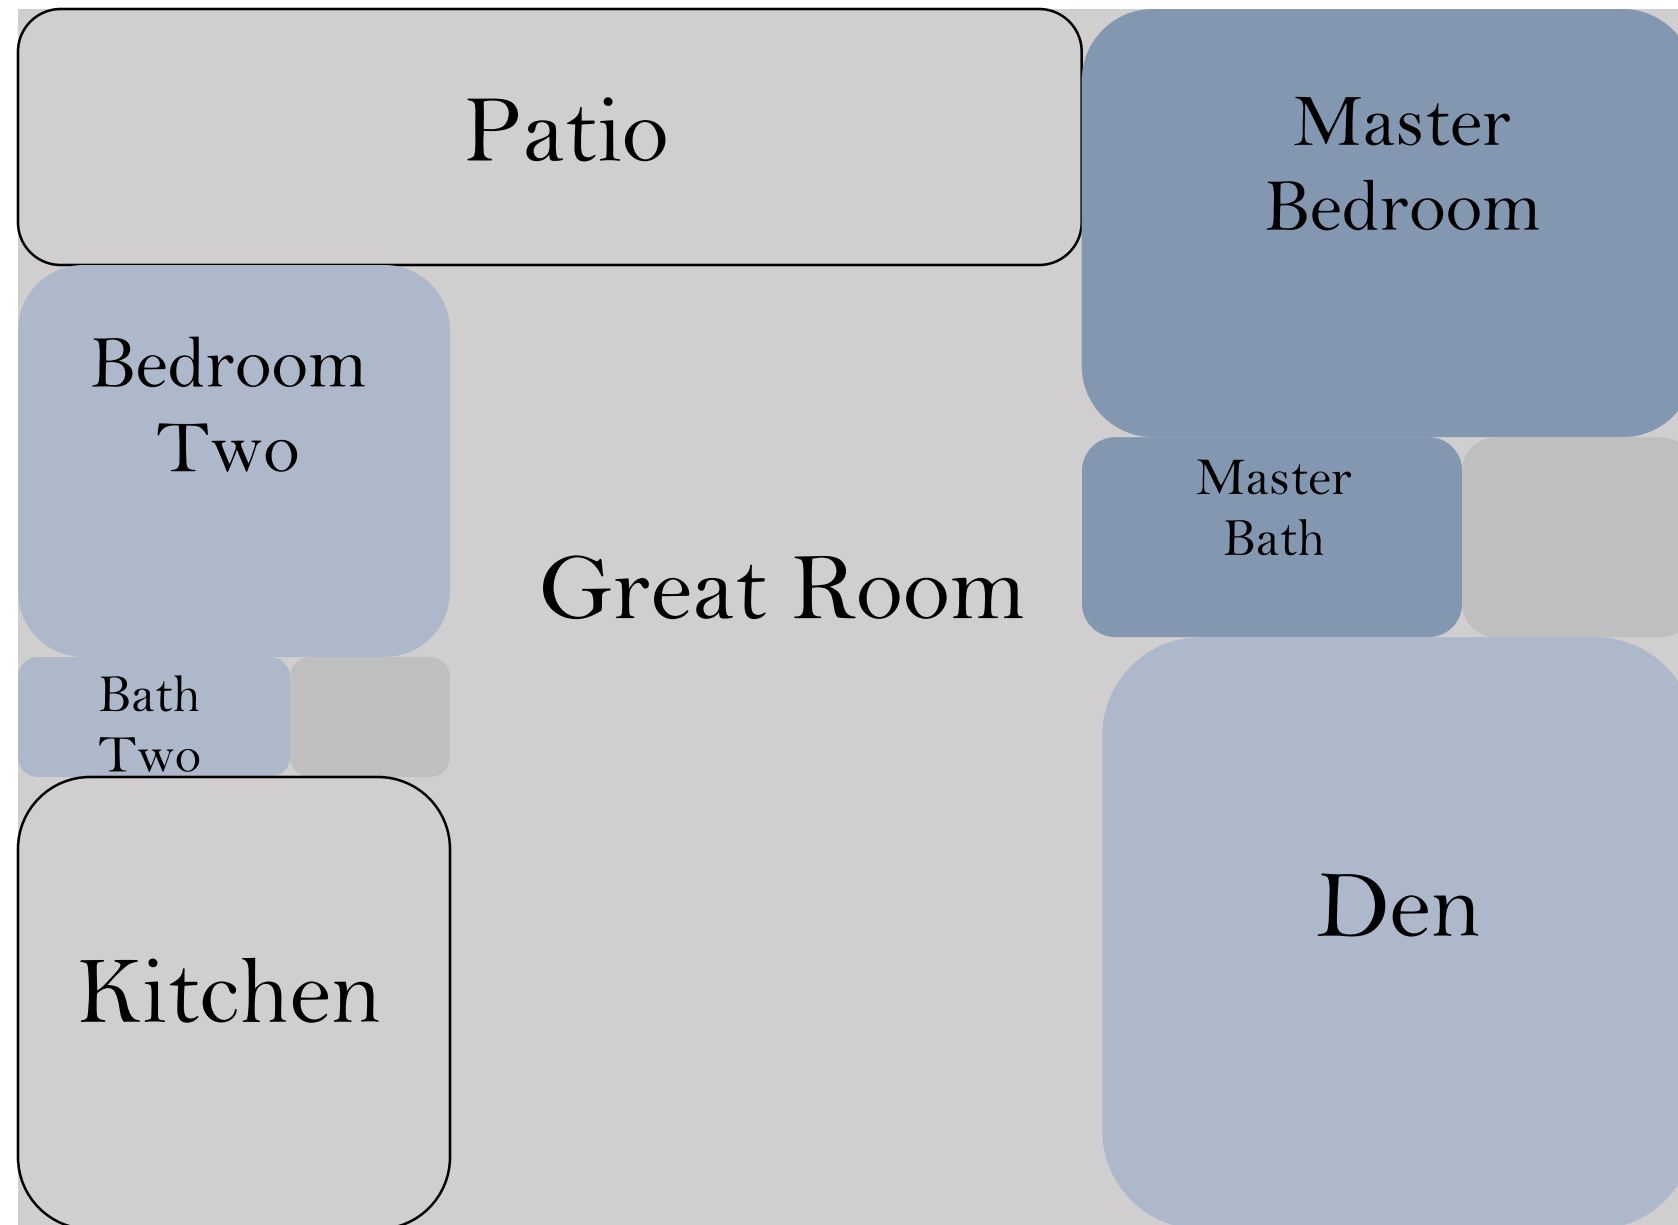 Patio
Master
Bedroom
Bedroom
Two
Master
Bath
Great Room
Bath
Two
Den
Kitchen